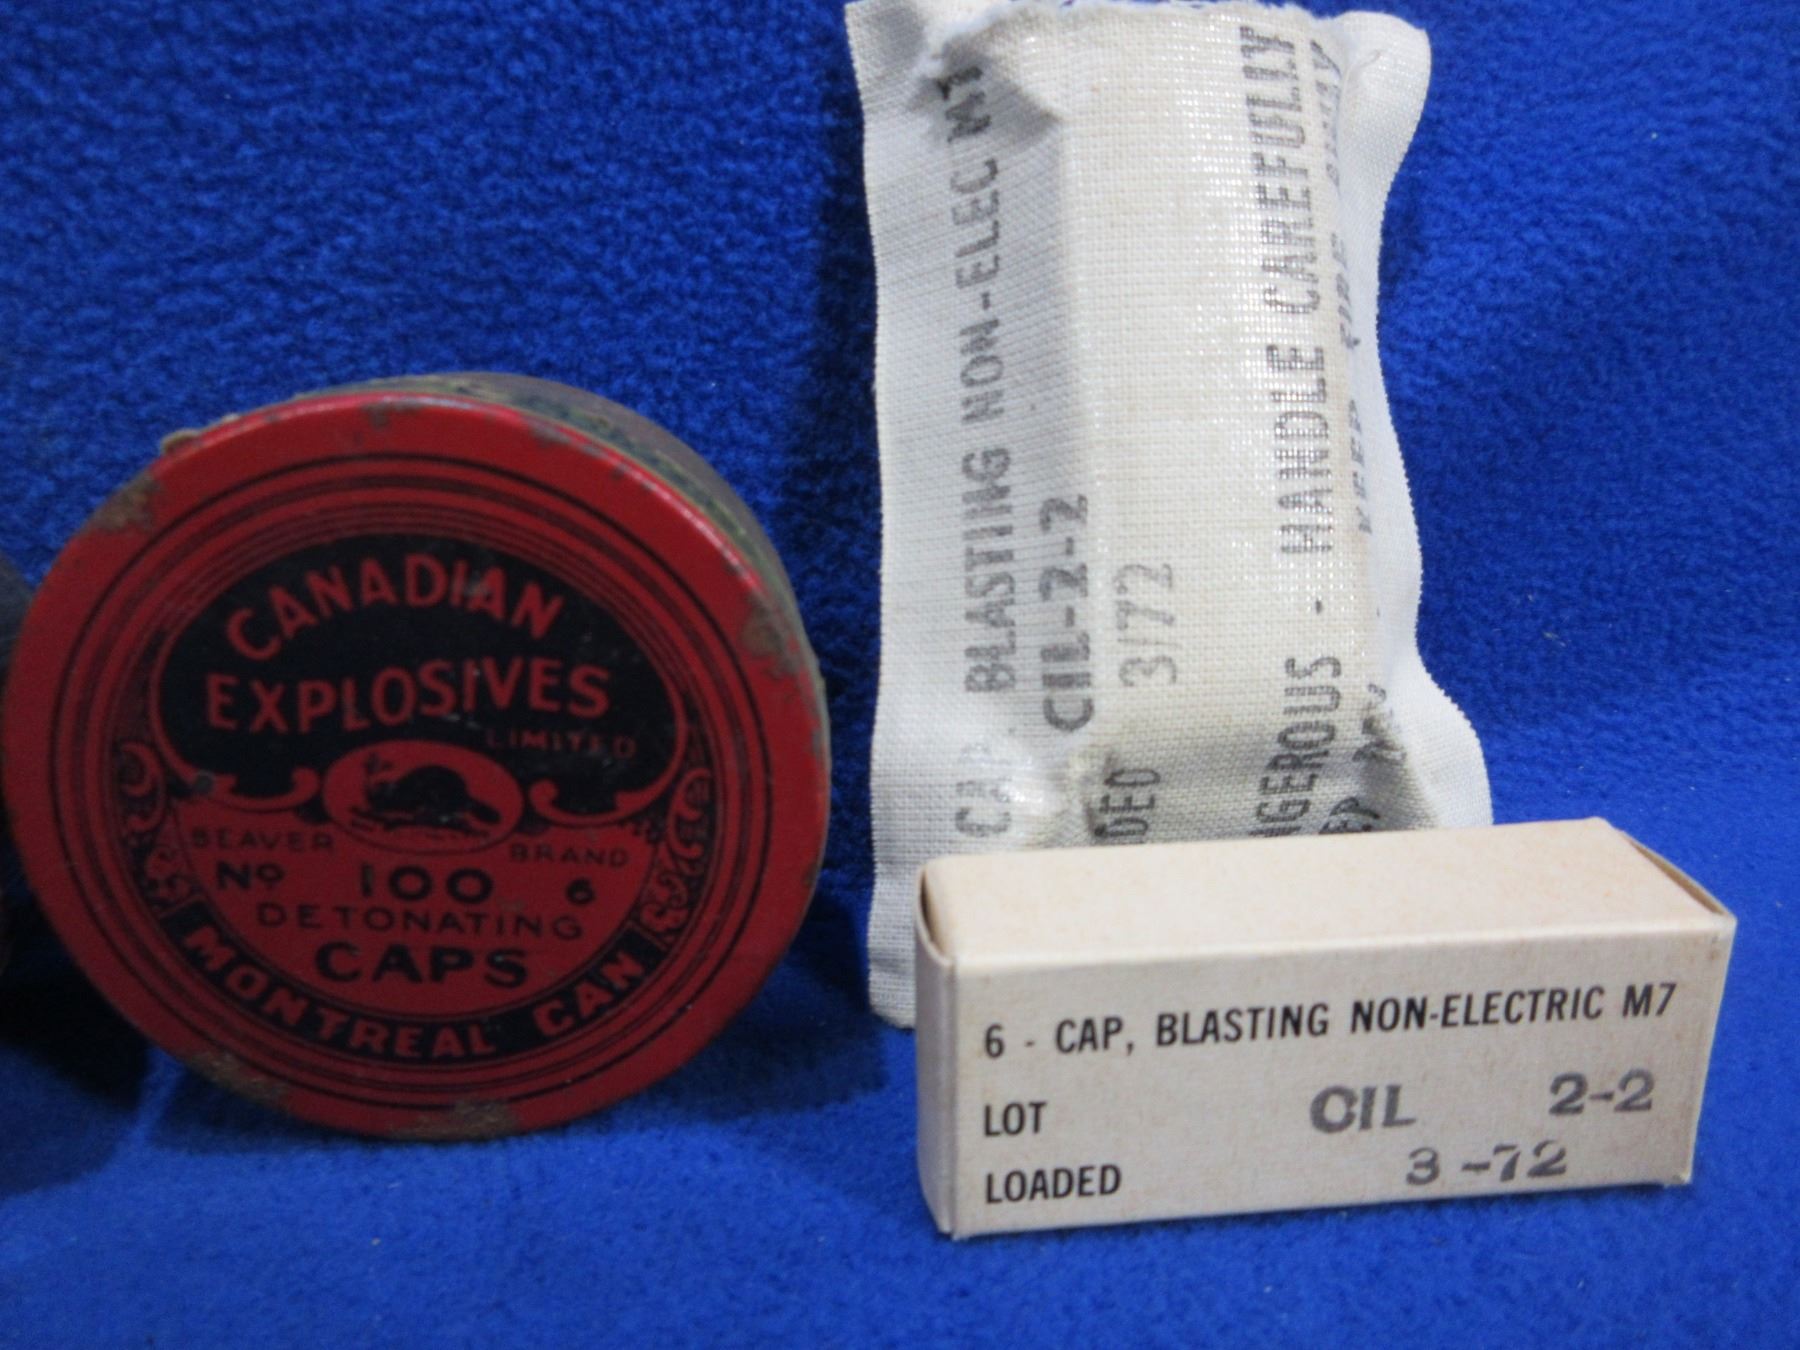 CANADIAN
EXPLOSIVES
LIMITED
BEAVER BRAND
No 100 6
DETONATING
CAPS
MONTREAL CAN
CAP, BLASTING NON-ELEC M7
CIL-2-2
3/72
DED
NGEROUS - HANDLE CAREFULLY
KEEP
6 - CAP, BLASTING NON-ELECTRIC M7
LOT CIL 2-2
LOADED 3-72